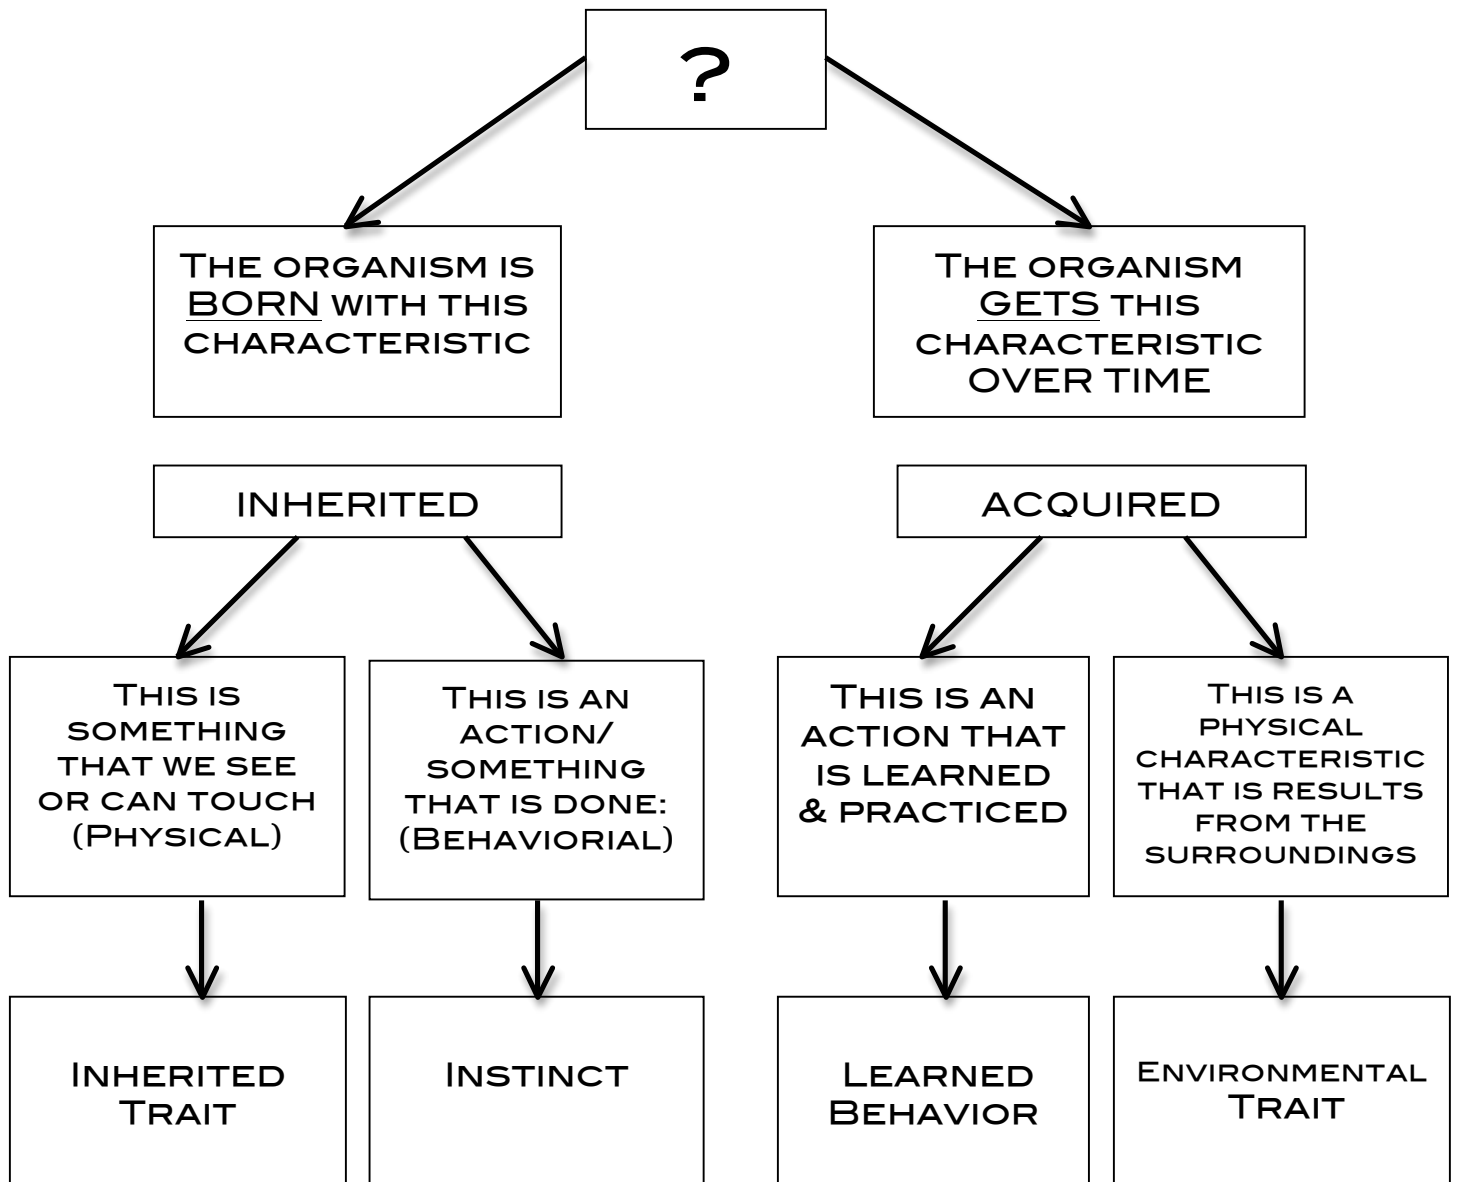 ?
The organism is
BORN with this
characteristic
The organism
GETS this
characteristic
OVER TIME
INHERITED
ACQUIRED
This is
something
that we see
or can touch
(Physical)
This is an
action/
something
that is done:
(Behaviorial)
This is an
action that
is learned
& practiced
This is a
physical
characteristic
that is results
from the
surroundings
Inherited
Trait
Instinct
Learned
Behavior
Environmental
Trait